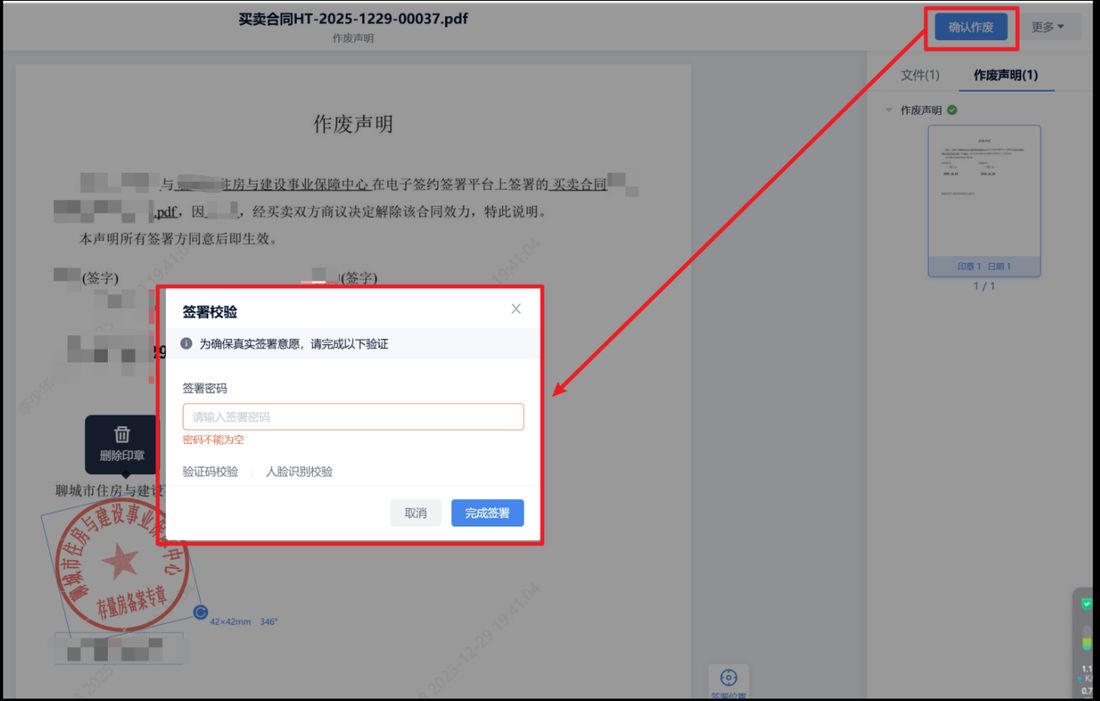 买卖合同HT-2025-1229-00037.pdf
作废声明
确认作废
更多
文件(1)
作废声明(1)
作废声明
印章 1 日期 1
1 / 1
作废声明
与 住房与建设事业保障中心 在电子签约签署平台上签署的 买卖合同
.pdf，因 ，经买卖双方商议决定解除该合同效力，特此说明。
本声明所有签署方同意后即生效。
(签字) (签字)
签署校验
为确保真实签署意愿，请完成以下验证
签署密码
请输入签署密码
密码不能为空
验证码校验 人脸识别校验
取消 完成签署
删除印章
聊城市住房与建设
聊城市住房与建设事业保障中心
存量房备案专章
42×42mm 346°
2025-12-29 19:41:04
签署位置